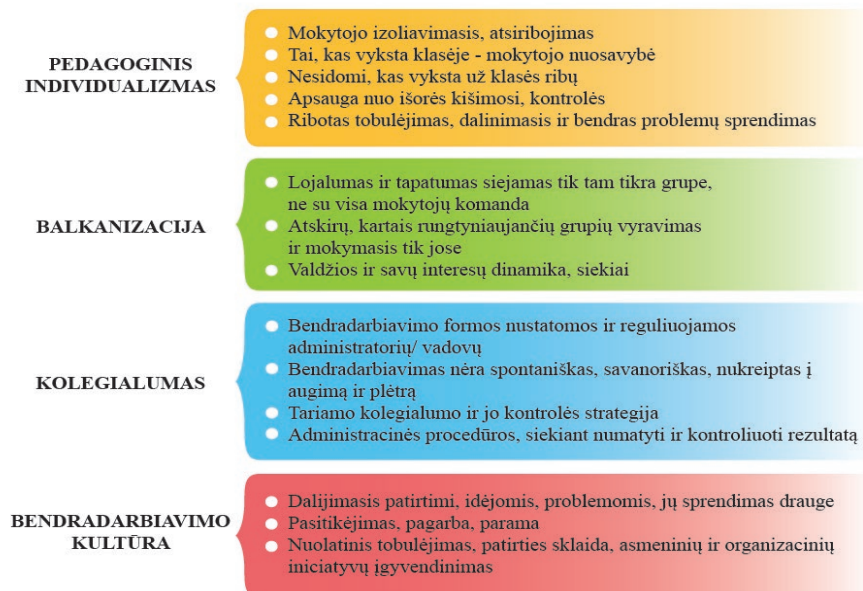 PEDAGOGINIS
INDIVIDUALIZMAS
Mokytojo izoliavimasis, atsiribojimas
Tai, kas vyksta klasėje - mokytojo nuosavybė
Nesidomi, kas vyksta už klasės ribų
Apsauga nuo išorės kišimosi, kontrolės
Ribotas tobulėjimas, dalinimasis ir bendras problemų sprendimas
BALKANIZACIJA
Lojalumas ir tapatumas siejamas tik tam tikra grupe,
ne su visa mokytojų komanda
Atskirų, kartais rungtyniaujančių grupių vyravimas
ir mokymasis tik jose
Valdžios ir savų interesų dinamika, siekiai
KOLEGIALUMAS
Bendradarbiavimo formos nustatomos ir reguliuojamos
administratorių/ vadovų
Bendradarbiavimas nėra spontaniškas, savanoriškas, nukreiptas į
augimą ir plėtrą
Tariamo kolegialumo ir jo kontrolės strategija
Administracinės procedūros, siekiant numatyti ir kontroliuoti rezultatą
BENDRADARBIAVIMO
KULTŪRA
Dalijimasis patirtimi, idėjomis, problemomis, jų sprendimas drauge
Pasitikėjimas, pagarba, parama
Nuolatinis tobulėjimas, patirties sklaida, asmeninių ir organizacinių
iniciatyvų įgyvendinimas